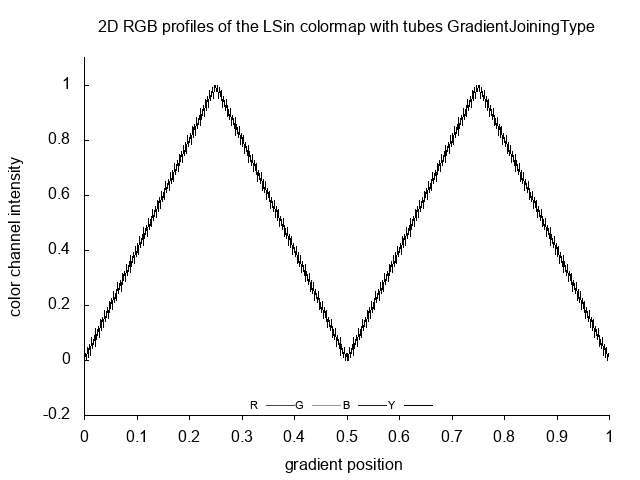 2D RGB profiles of the LSin colormap with tubes GradientJoiningType
color channel intensity
1
0.8
0.6
0.4
0.2
0
-0.2
R G B Y
0 0.1 0.2 0.3 0.4 0.5 0.6 0.7 0.8 0.9 1
gradient position